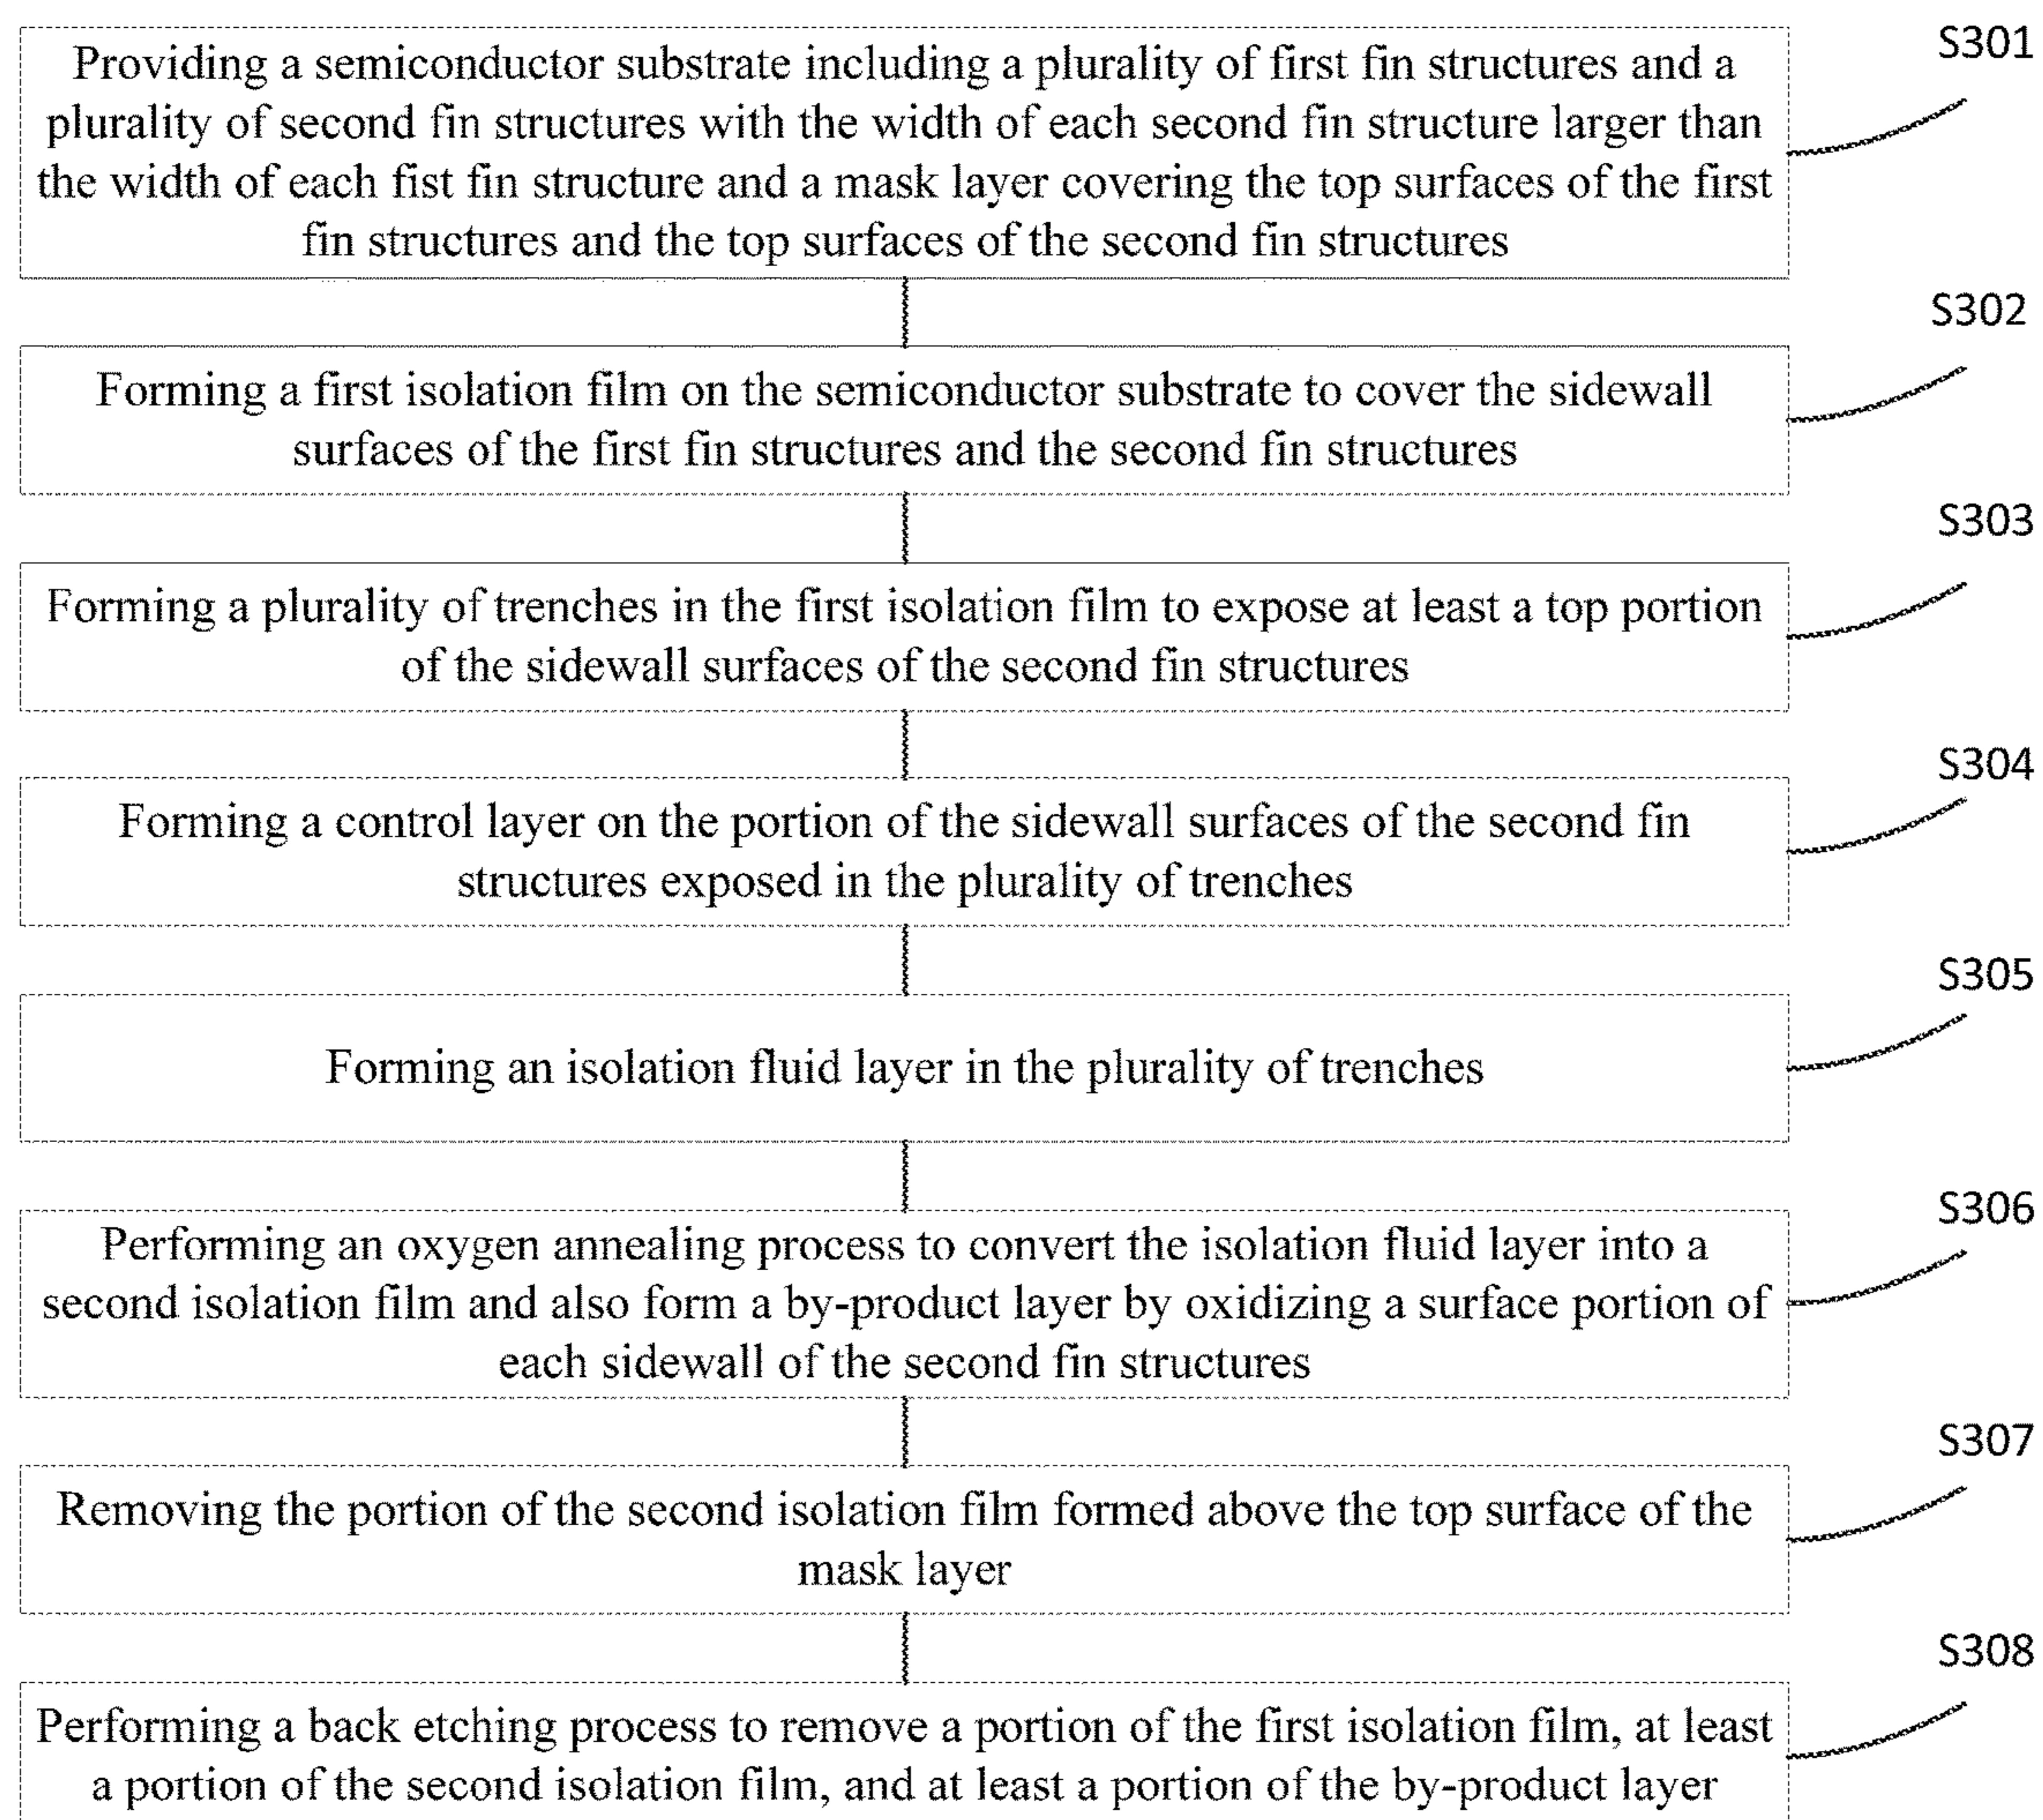 S301
Providing a semiconductor substrate including a plurality of first fin structures and a
plurality of second fin structures with the width of each second fin structure larger than
the width of each fist fin structure and a mask layer covering the top surfaces of the first
fin structures and the top surfaces of the second fin structures
S302
Forming a first isolation film on the semiconductor substrate to cover the sidewall
surfaces of the first fin structures and the second fin structures
S303
Forming a plurality of trenches in the first isolation film to expose at least a top portion
of the sidewall surfaces of the second fin structures
S304
Forming a control layer on the portion of the sidewall surfaces of the second fin
structures exposed in the plurality of trenches
S305
Forming an isolation fluid layer in the plurality of trenches
S306
Performing an oxygen annealing process to convert the isolation fluid layer into a
second isolation film and also form a by-product layer by oxidizing a surface portion of
each sidewall of the second fin structures
S307
Removing the portion of the second isolation film formed above the top surface of the
mask layer
S308
Performing a back etching process to remove a portion of the first isolation film, at least
a portion of the second isolation film, and at least a portion of the by-product layer